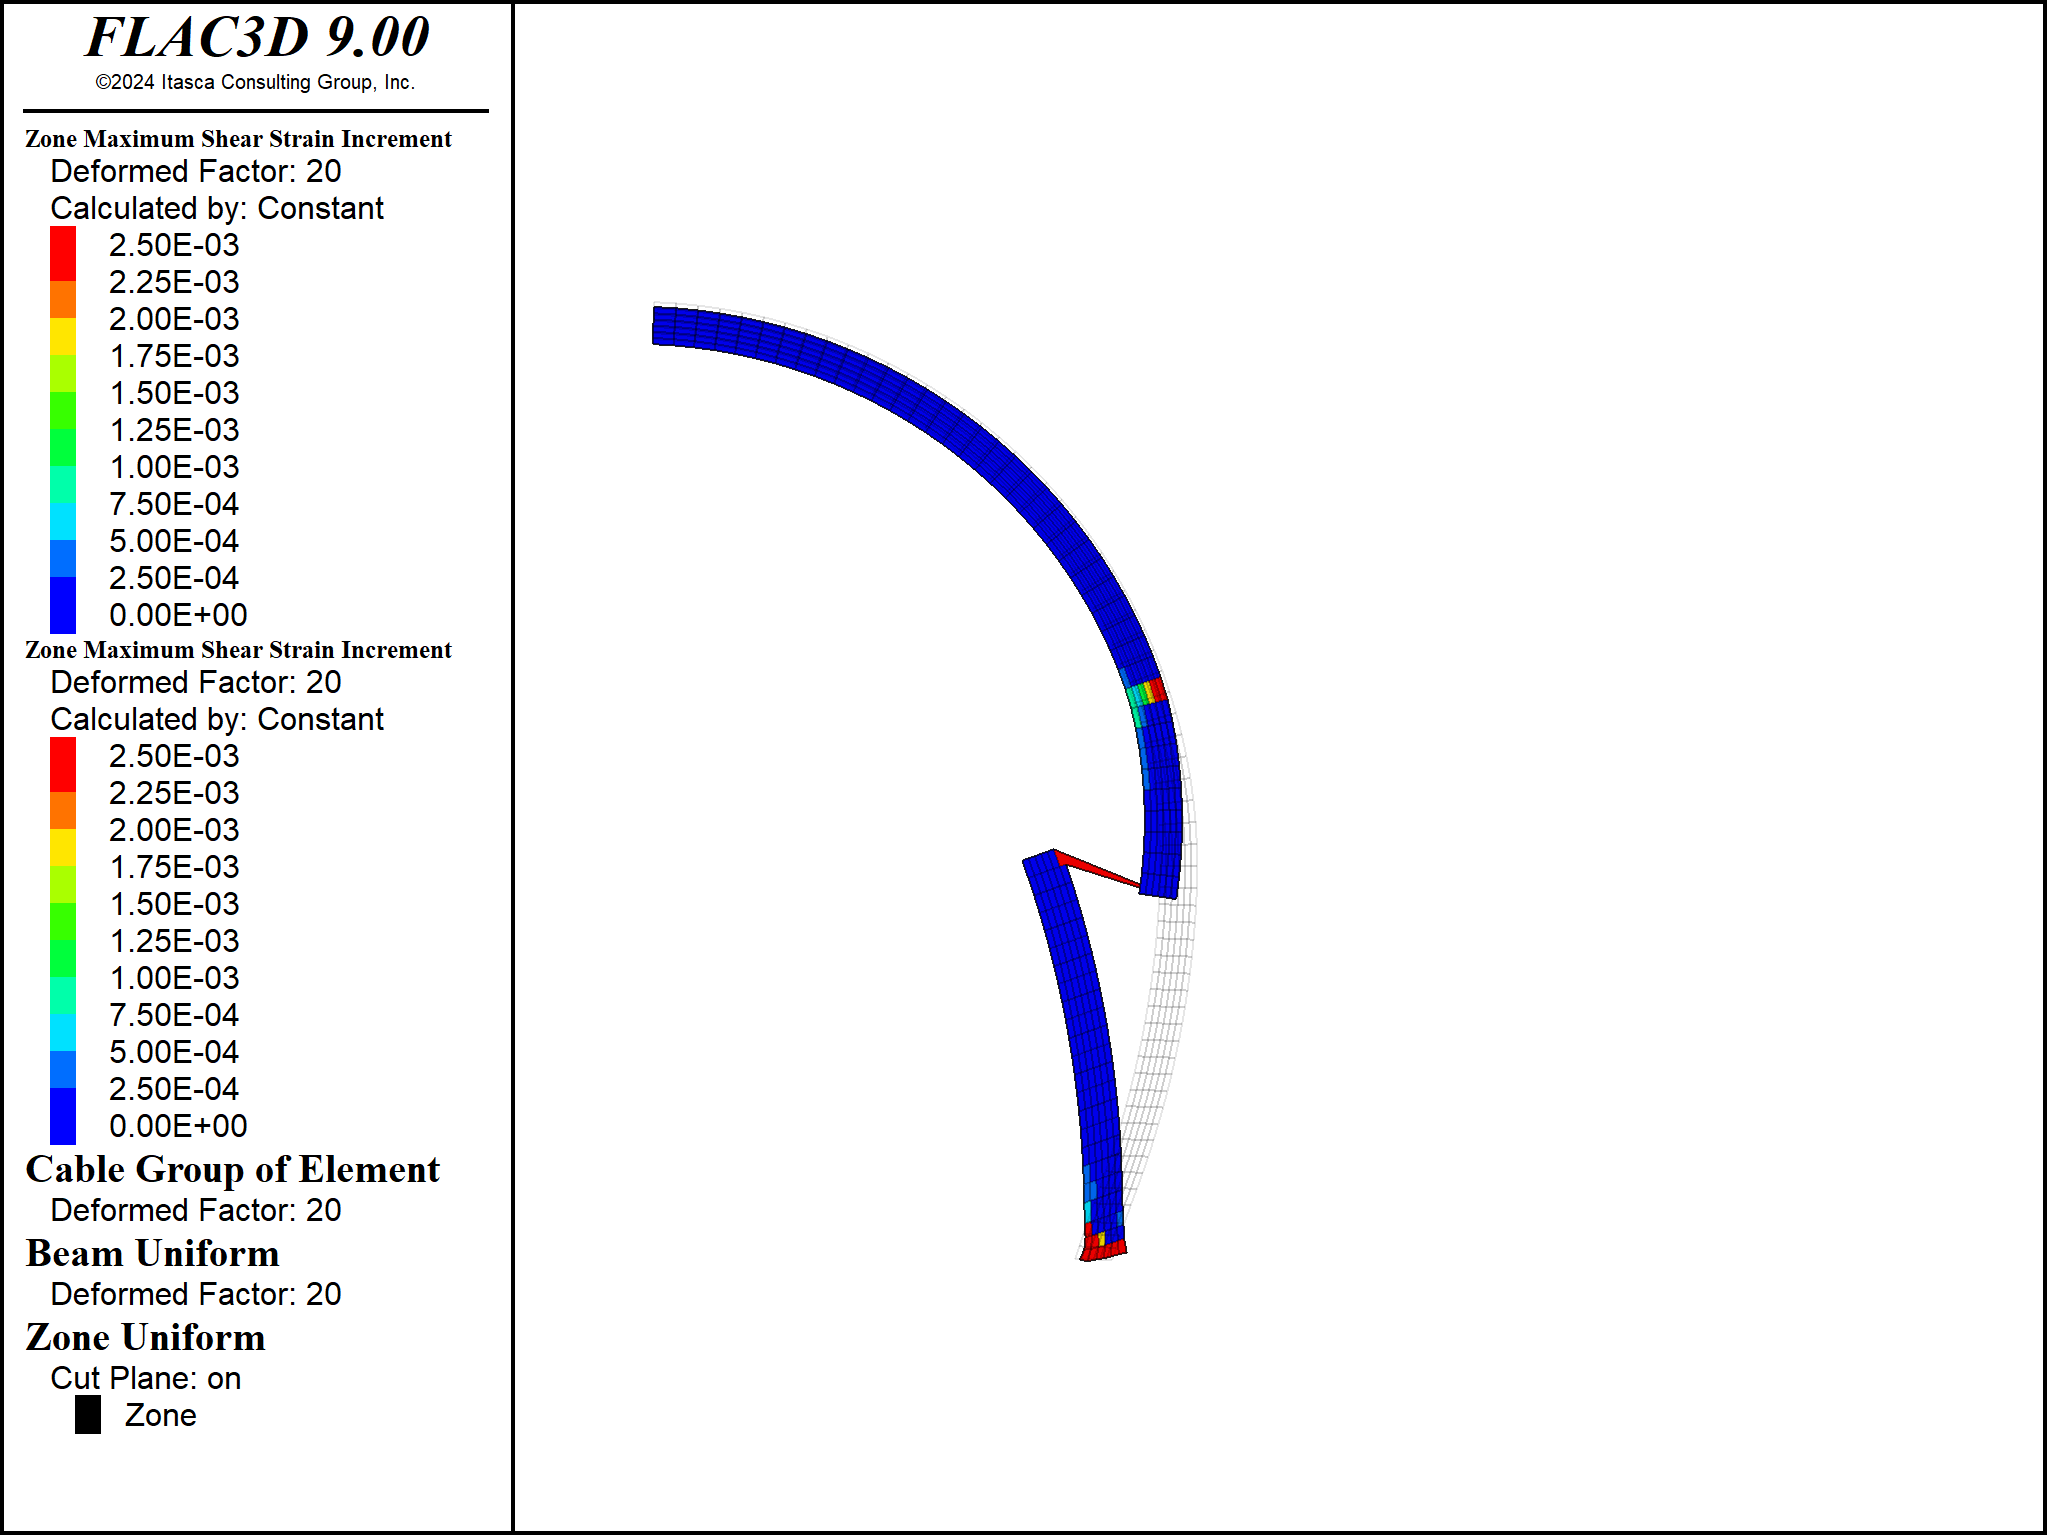 FLAC3D 9.00
©2024 Itasca Consulting Group, Inc.
Zone Maximum Shear Strain Increment
Deformed Factor: 20
Calculated by: Constant
2.50E-03
2.25E-03
2.00E-03
1.75E-03
1.50E-03
1.25E-03
1.00E-03
7.50E-04
5.00E-04
2.50E-04
0.00E+00
Zone Maximum Shear Strain Increment
Deformed Factor: 20
Calculated by: Constant
2.50E-03
2.25E-03
2.00E-03
1.75E-03
1.50E-03
1.25E-03
1.00E-03
7.50E-04
5.00E-04
2.50E-04
0.00E+00
Cable Group of Element
Deformed Factor: 20
Beam Uniform
Deformed Factor: 20
Zone Uniform
Cut Plane: on
Zone